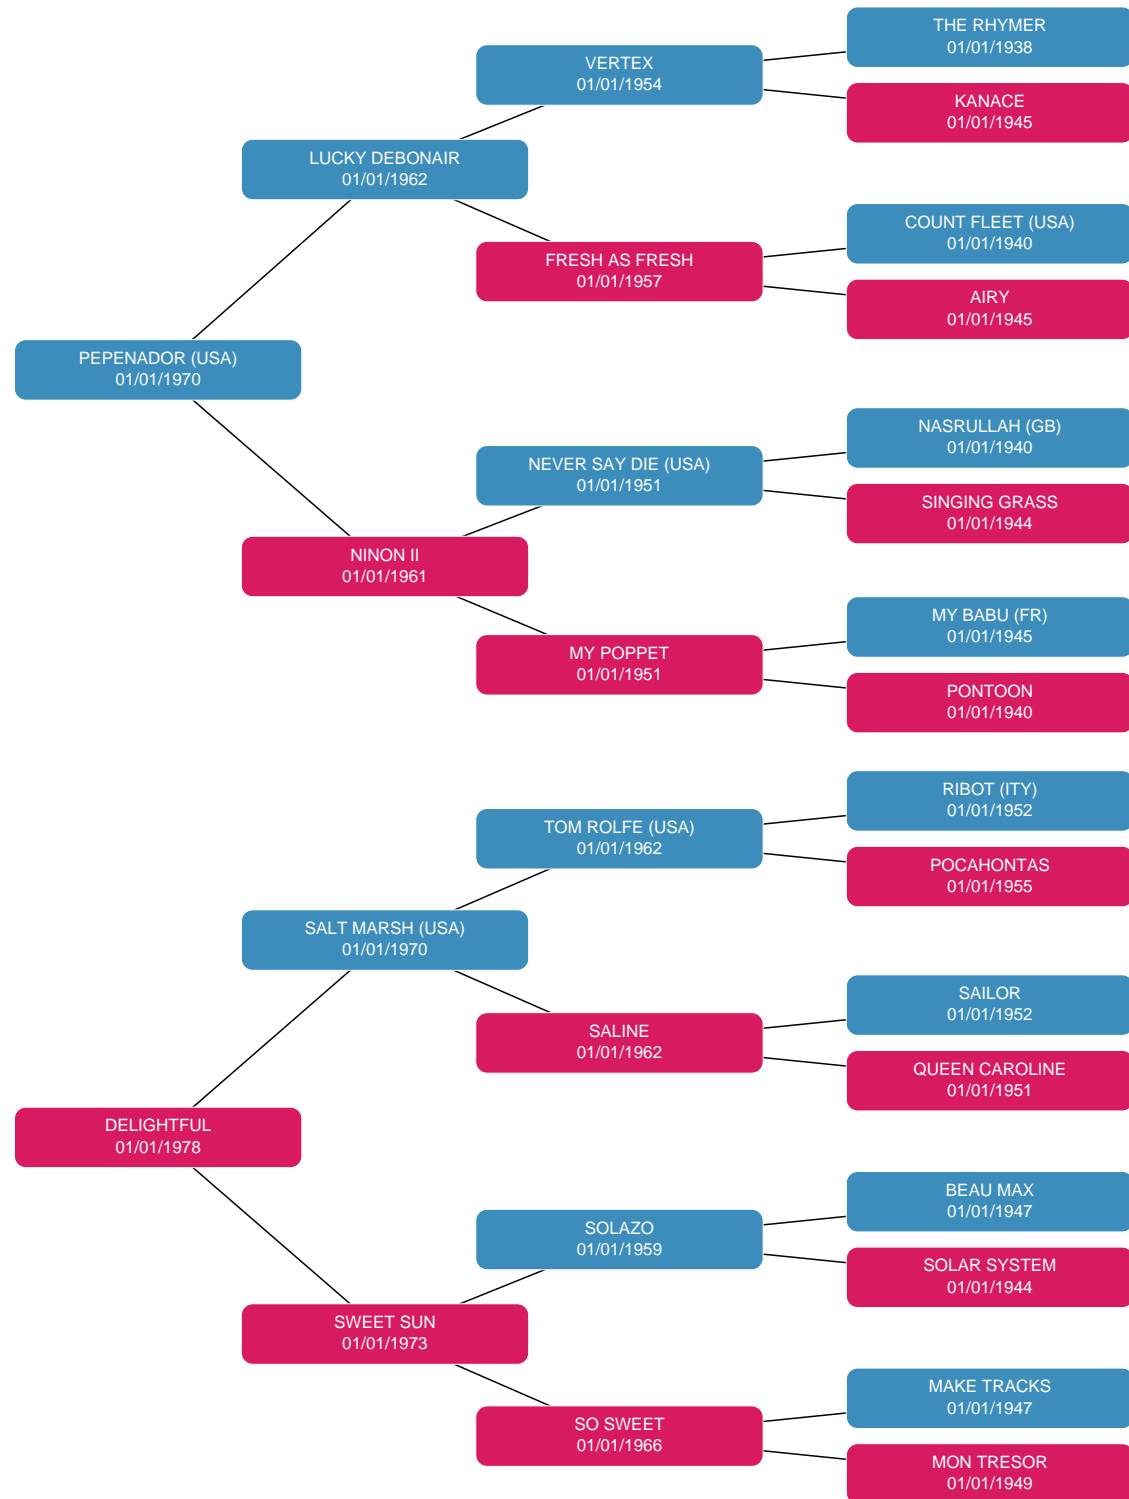 THE RHYMER
01/01/1938
VERTEX
01/01/1954
KANACE
01/01/1945
LUCKY DEBONAIR
01/01/1962
COUNT FLEET (USA)
01/01/1940
FRESH AS FRESH
01/01/1957
AIRY
01/01/1945
PEPENADOR (USA)
01/01/1970
NASRULLAH (GB)
01/01/1940
NEVER SAY DIE (USA)
01/01/1951
SINGING GRASS
01/01/1944
NINON II
01/01/1961
MY BABU (FR)
01/01/1945
MY POPPET
01/01/1951
PONTOON
01/01/1940
RIBOT (ITY)
01/01/1952
TOM ROLFE (USA)
01/01/1962
POCAHONTAS
01/01/1955
SALT MARSH (USA)
01/01/1970
SAILOR
01/01/1952
SALINE
01/01/1962
QUEEN CAROLINE
01/01/1951
DELIGHTFUL
01/01/1978
BEAU MAX
01/01/1947
SOLAZO
01/01/1959
SOLAR SYSTEM
01/01/1944
SWEET SUN
01/01/1973
MAKE TRACKS
01/01/1947
SO SWEET
01/01/1966
MON TRESOR
01/01/1949